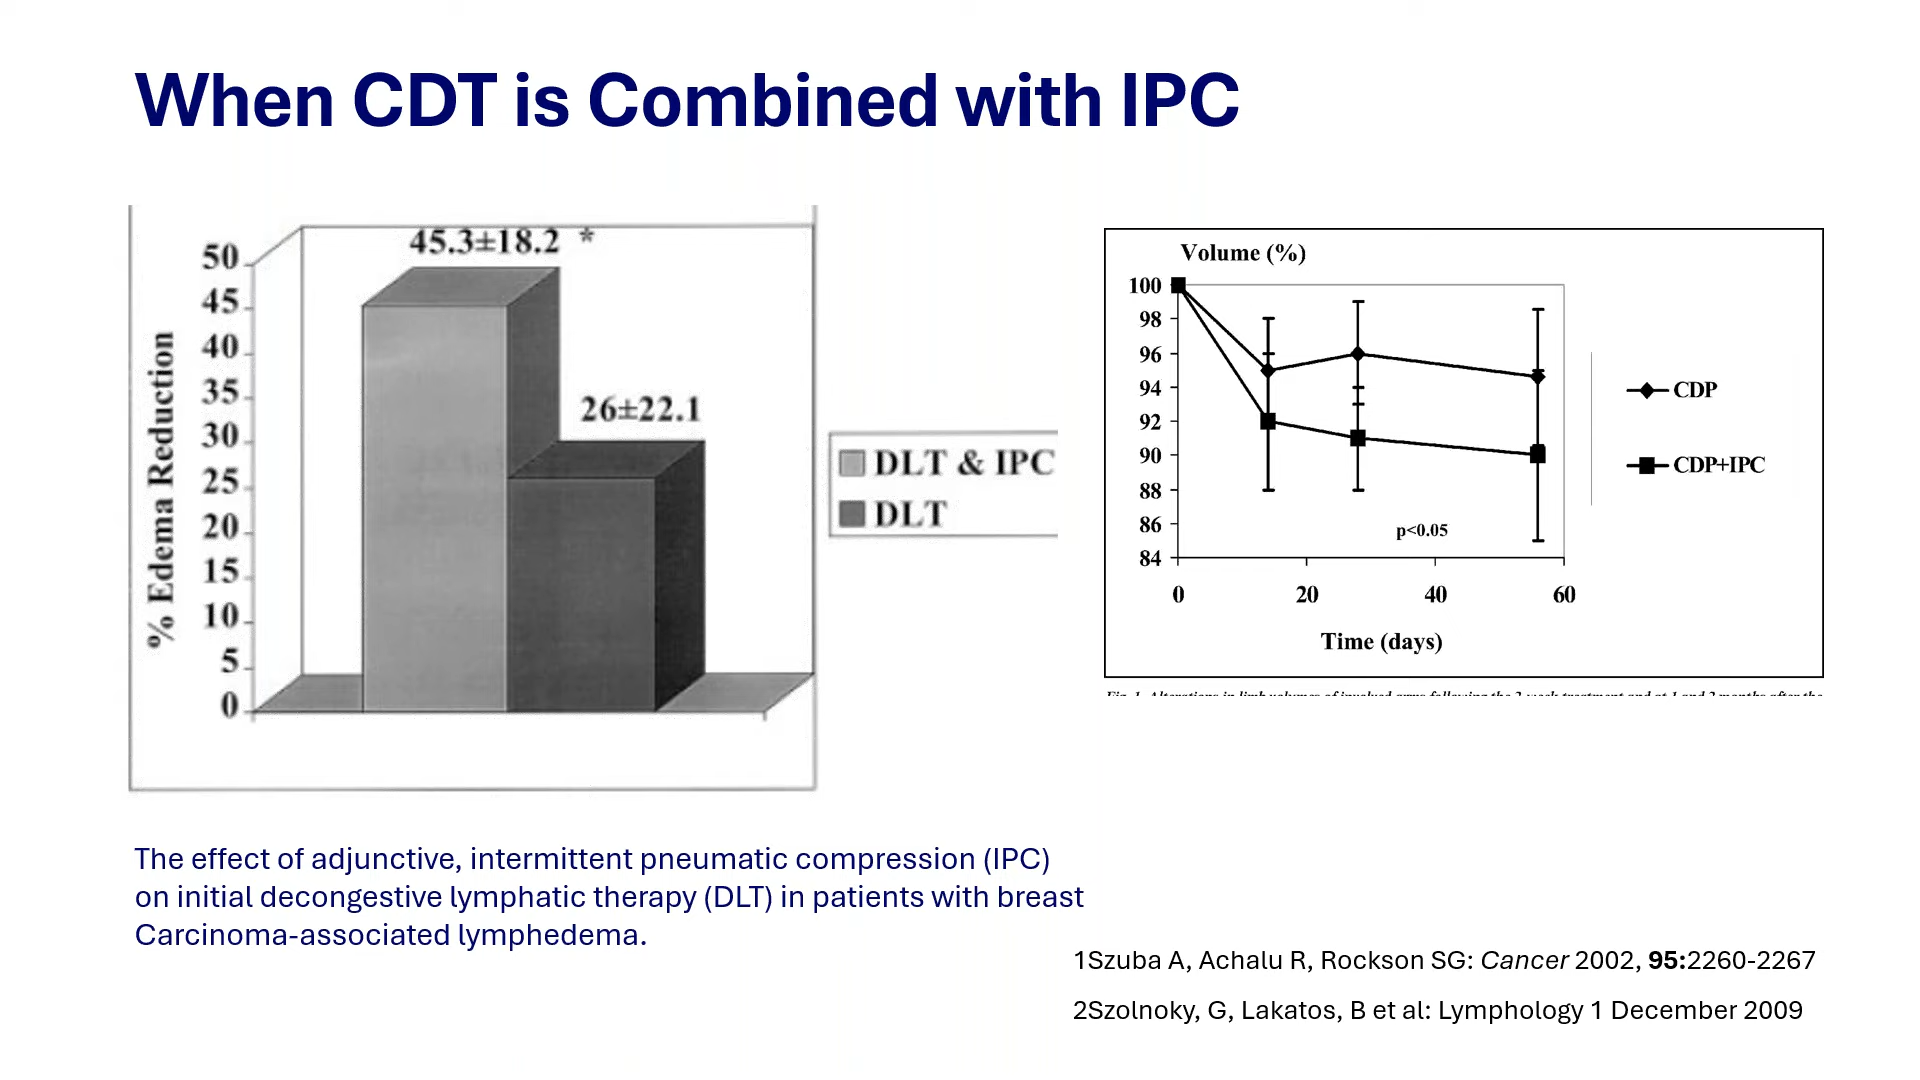 When CDT is Combined with IPC
45.3±18.2 *
26±22.1
% Edema Reduction
50
45
40
35
30
25
20
15
10
5
0
DLT & IPC
DLT
Volume (%)
100
98
96
94
92
90
88
86
84
0 20 40 60
p<0.05
Time (days)
CDP
CDP+IPC
The effect of adjunctive, intermittent pneumatic compression (IPC)
on initial decongestive lymphatic therapy (DLT) in patients with breast
Carcinoma-associated lymphedema.
1Szuba A, Achalu R, Rockson SG: Cancer 2002, 95:2260-2267
2Szolnoky, G, Lakatos, B et al: Lymphology 1 December 2009